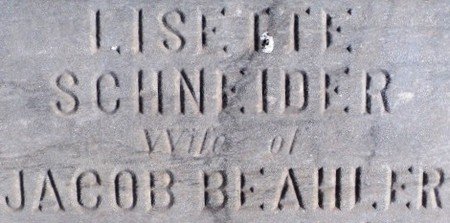 LISETTE
SCHNEIDER
Wife of
JACOB BEAHLER